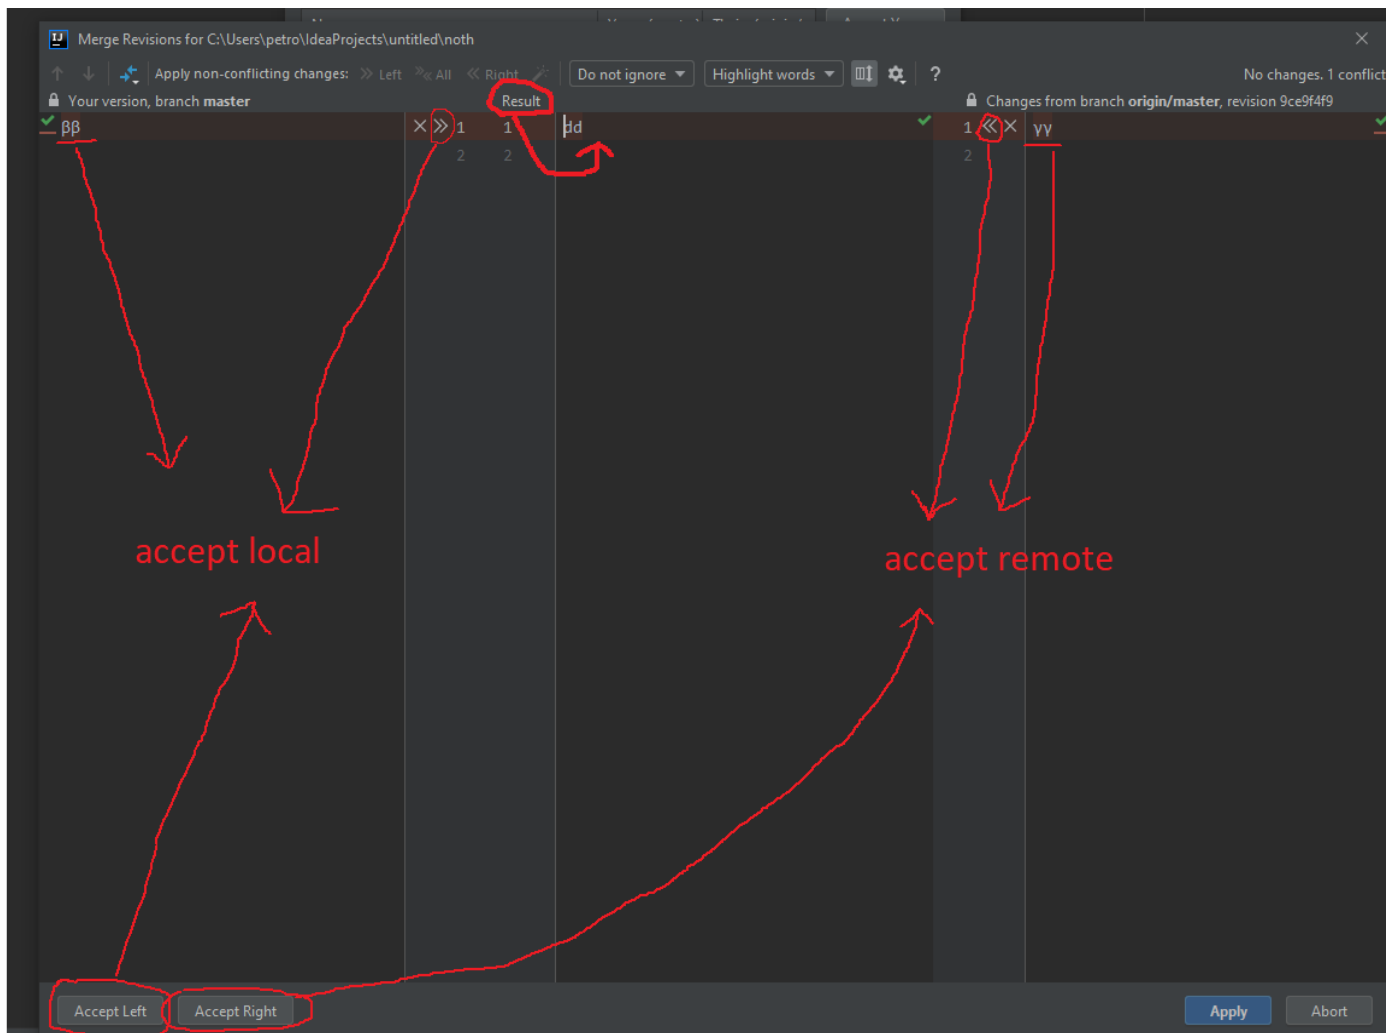 Merge Revisions for C:\Users\petro\IdeaProjects\untitled\noth
Apply non-conflicting changes: Left All Right Do not ignore Highlight words ? No changes. 1 conflict
Your version, branch master Result Changes from branch origin/master, revision 9ce9f4f9
ββ 1 1 dd 1 γγ
2 2 2
accept local accept remote
Accept Left Accept Right Apply Abort